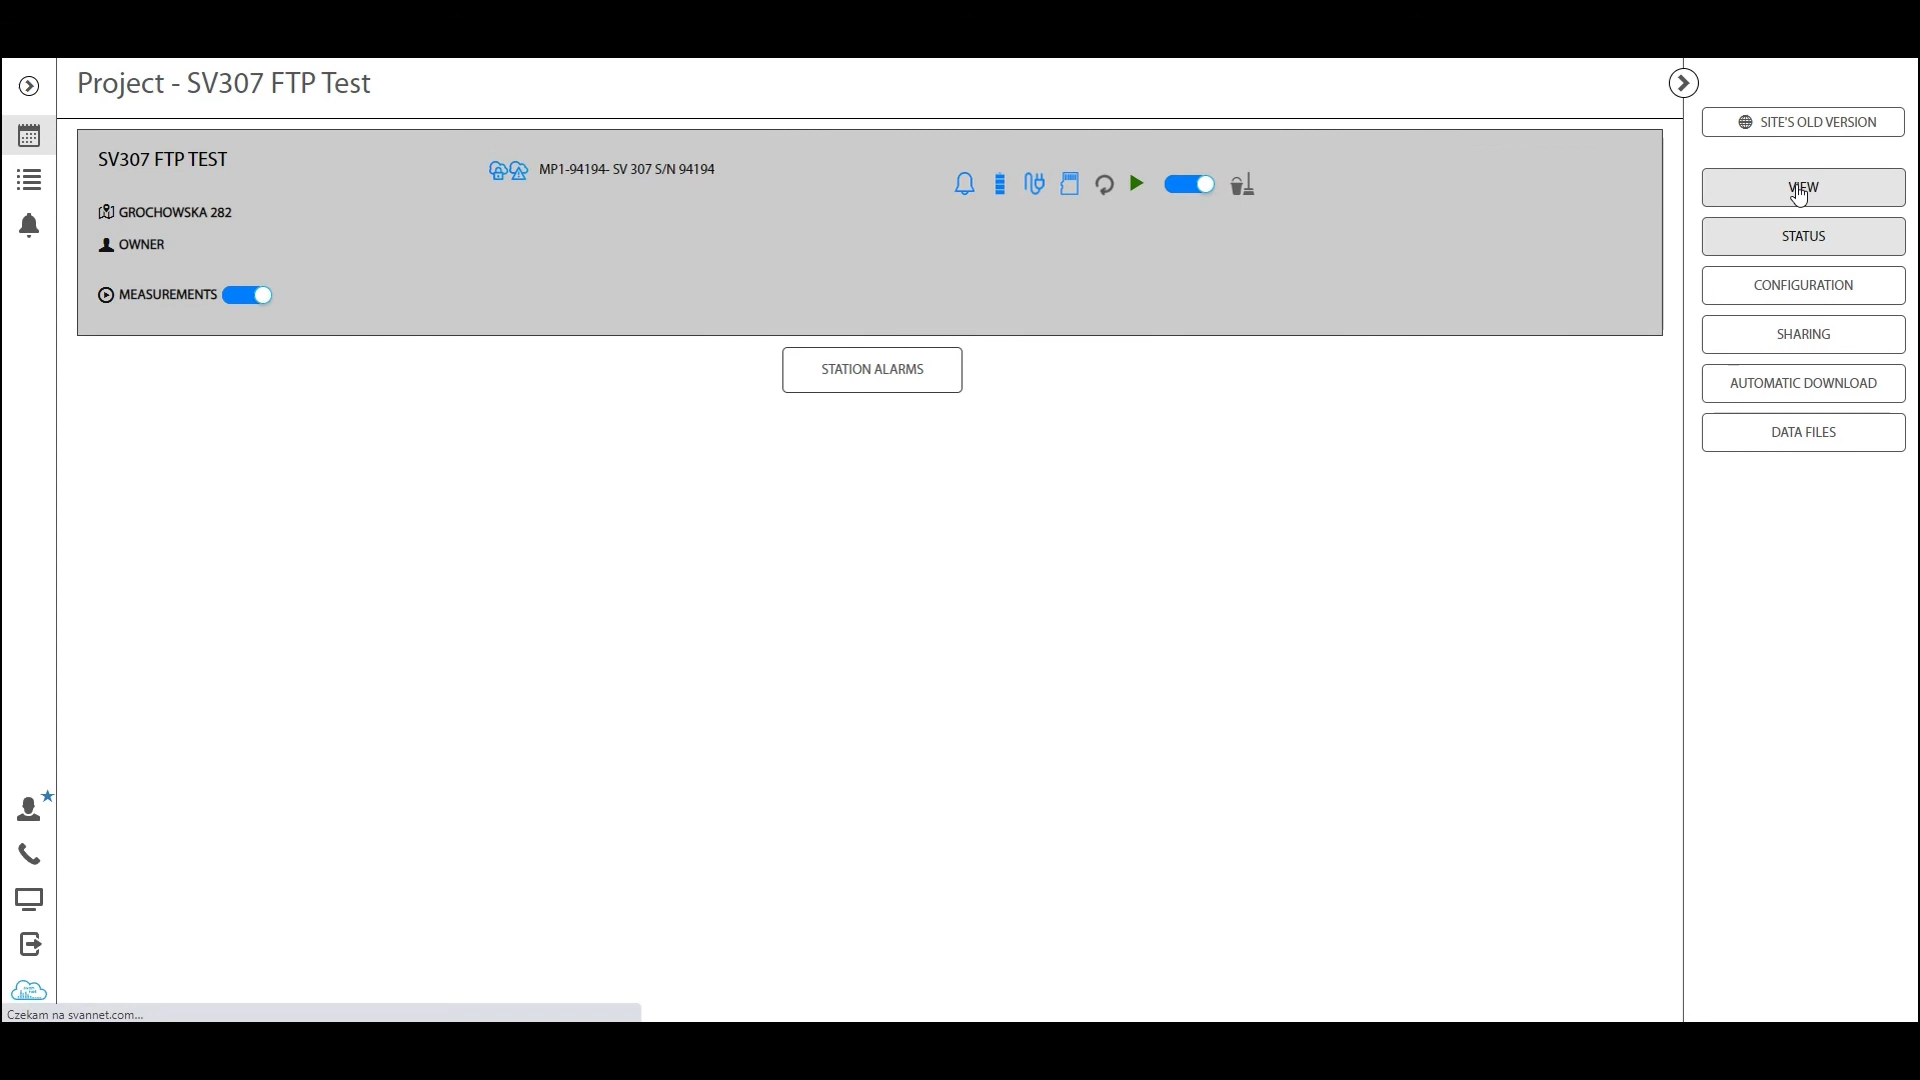 Project - SV307 FTP Test
SITE'S OLD VERSION
SV307 FTP TEST
MP1-94194- SV 307 S/N 94194
GROCHOWSKA 282
OWNER
MEASUREMENTS
STATION ALARMS
VIEW
STATUS
CONFIGURATION
SHARING
AUTOMATIC DOWNLOAD
DATA FILES
Czekam na svannet.com...